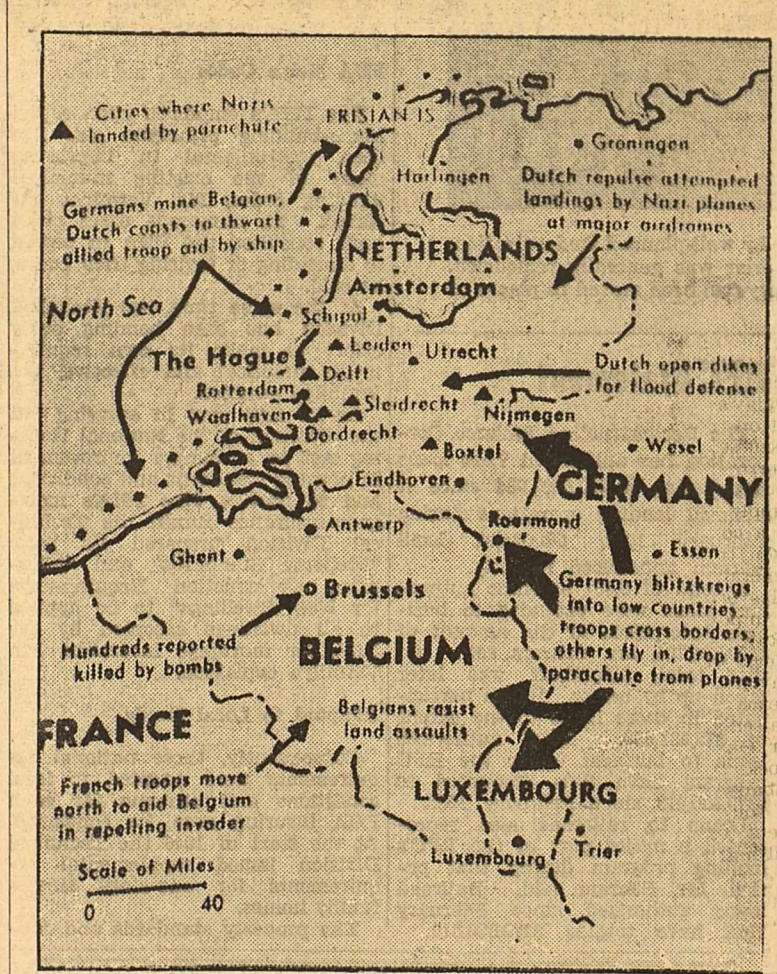 Cities where Nazis
landed by parachute
FRISIAN IS
Groningen
Harlingen
Dutch repulse attempted
landings by Nazi planes
at major airdromes
Germans mine Belgian,
Dutch coasts to thwart
allied troop aid by ship
NETHERLANDS
Amsterdam
North Sea
Schipol
Leiden
Utrecht
The Hague
Delft
Dutch open dikes
for flood defense
Rotterdam
Sleidrecht
Waalhaven
Nijmegen
Dordrecht
Boxtel
Wesel
Eindhoven
GERMANY
Roermond
Antwerp
Essen
Ghent
Germany blitzkreigs
into low countries;
troops cross borders,
others fly in, drop by
parachute from planes
Brussels
Hundreds reported
killed by bombs
BELGIUM
Belgians resist
land assaults
FRANCE
French troops move
north to aid Belgium
in repelling invader
LUXEMBOURG
Luxembourg
Trier
Scale of Miles
0 40